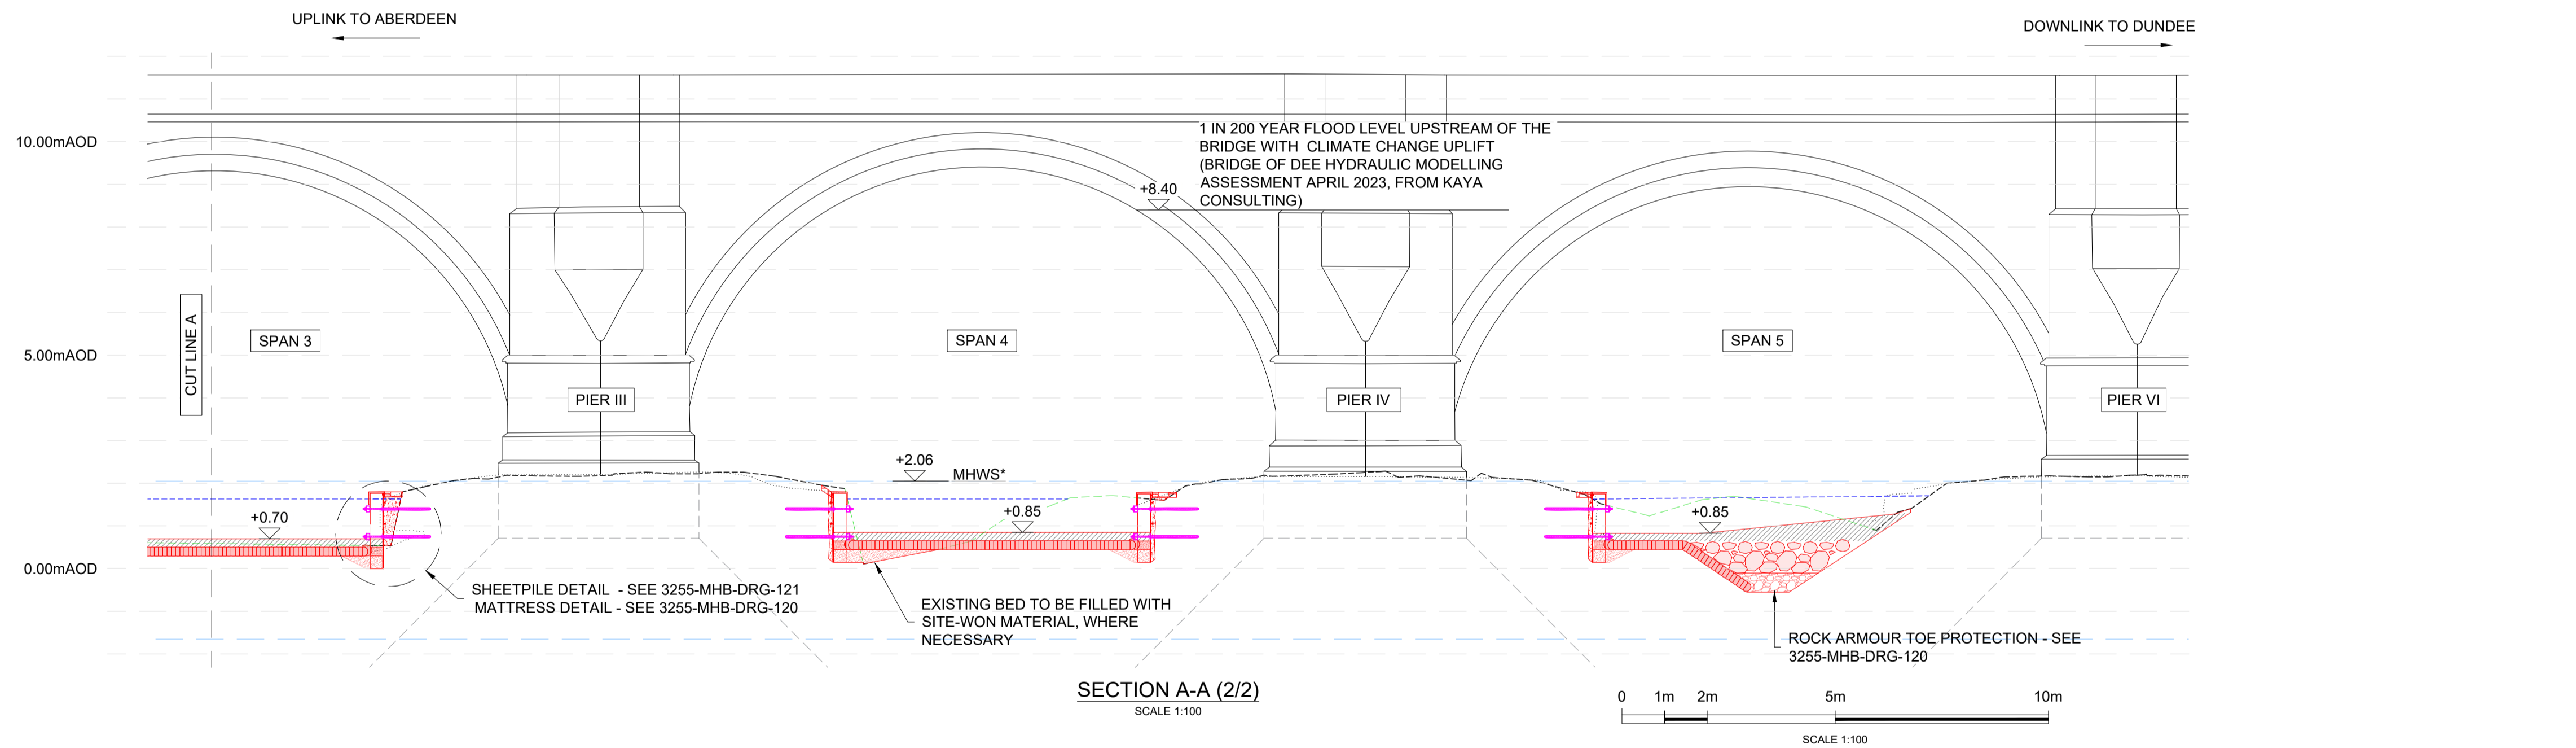 UPLINK TO ABERDEEN
DOWNLINK TO DUNDEE
10.00mAOD
1 IN 200 YEAR FLOOD LEVEL UPSTREAM OF THE
BRIDGE WITH CLIMATE CHANGE UPLIFT
(BRIDGE OF DEE HYDRAULIC MODELLING
ASSESSMENT APRIL 2023, FROM KAYA
CONSULTING)
+8.40
CUT LINE A
SPAN 3
SPAN 4
SPAN 5
5.00mAOD
PIER III
PIER IV
PIER VI
+2.06
MHWS*
+0.70
+0.85
+0.85
0.00mAOD
SHEETPILE DETAIL - SEE 3255-MHB-DRG-121
MATTRESS DETAIL - SEE 3255-MHB-DRG-120
EXISTING BED TO BE FILLED WITH
SITE-WON MATERIAL, WHERE
NECESSARY
ROCK ARMOUR TOE PROTECTION - SEE
3255-MHB-DRG-120
SECTION A-A (2/2)
SCALE 1:100
0 1m 2m 5m 10m
SCALE 1:100